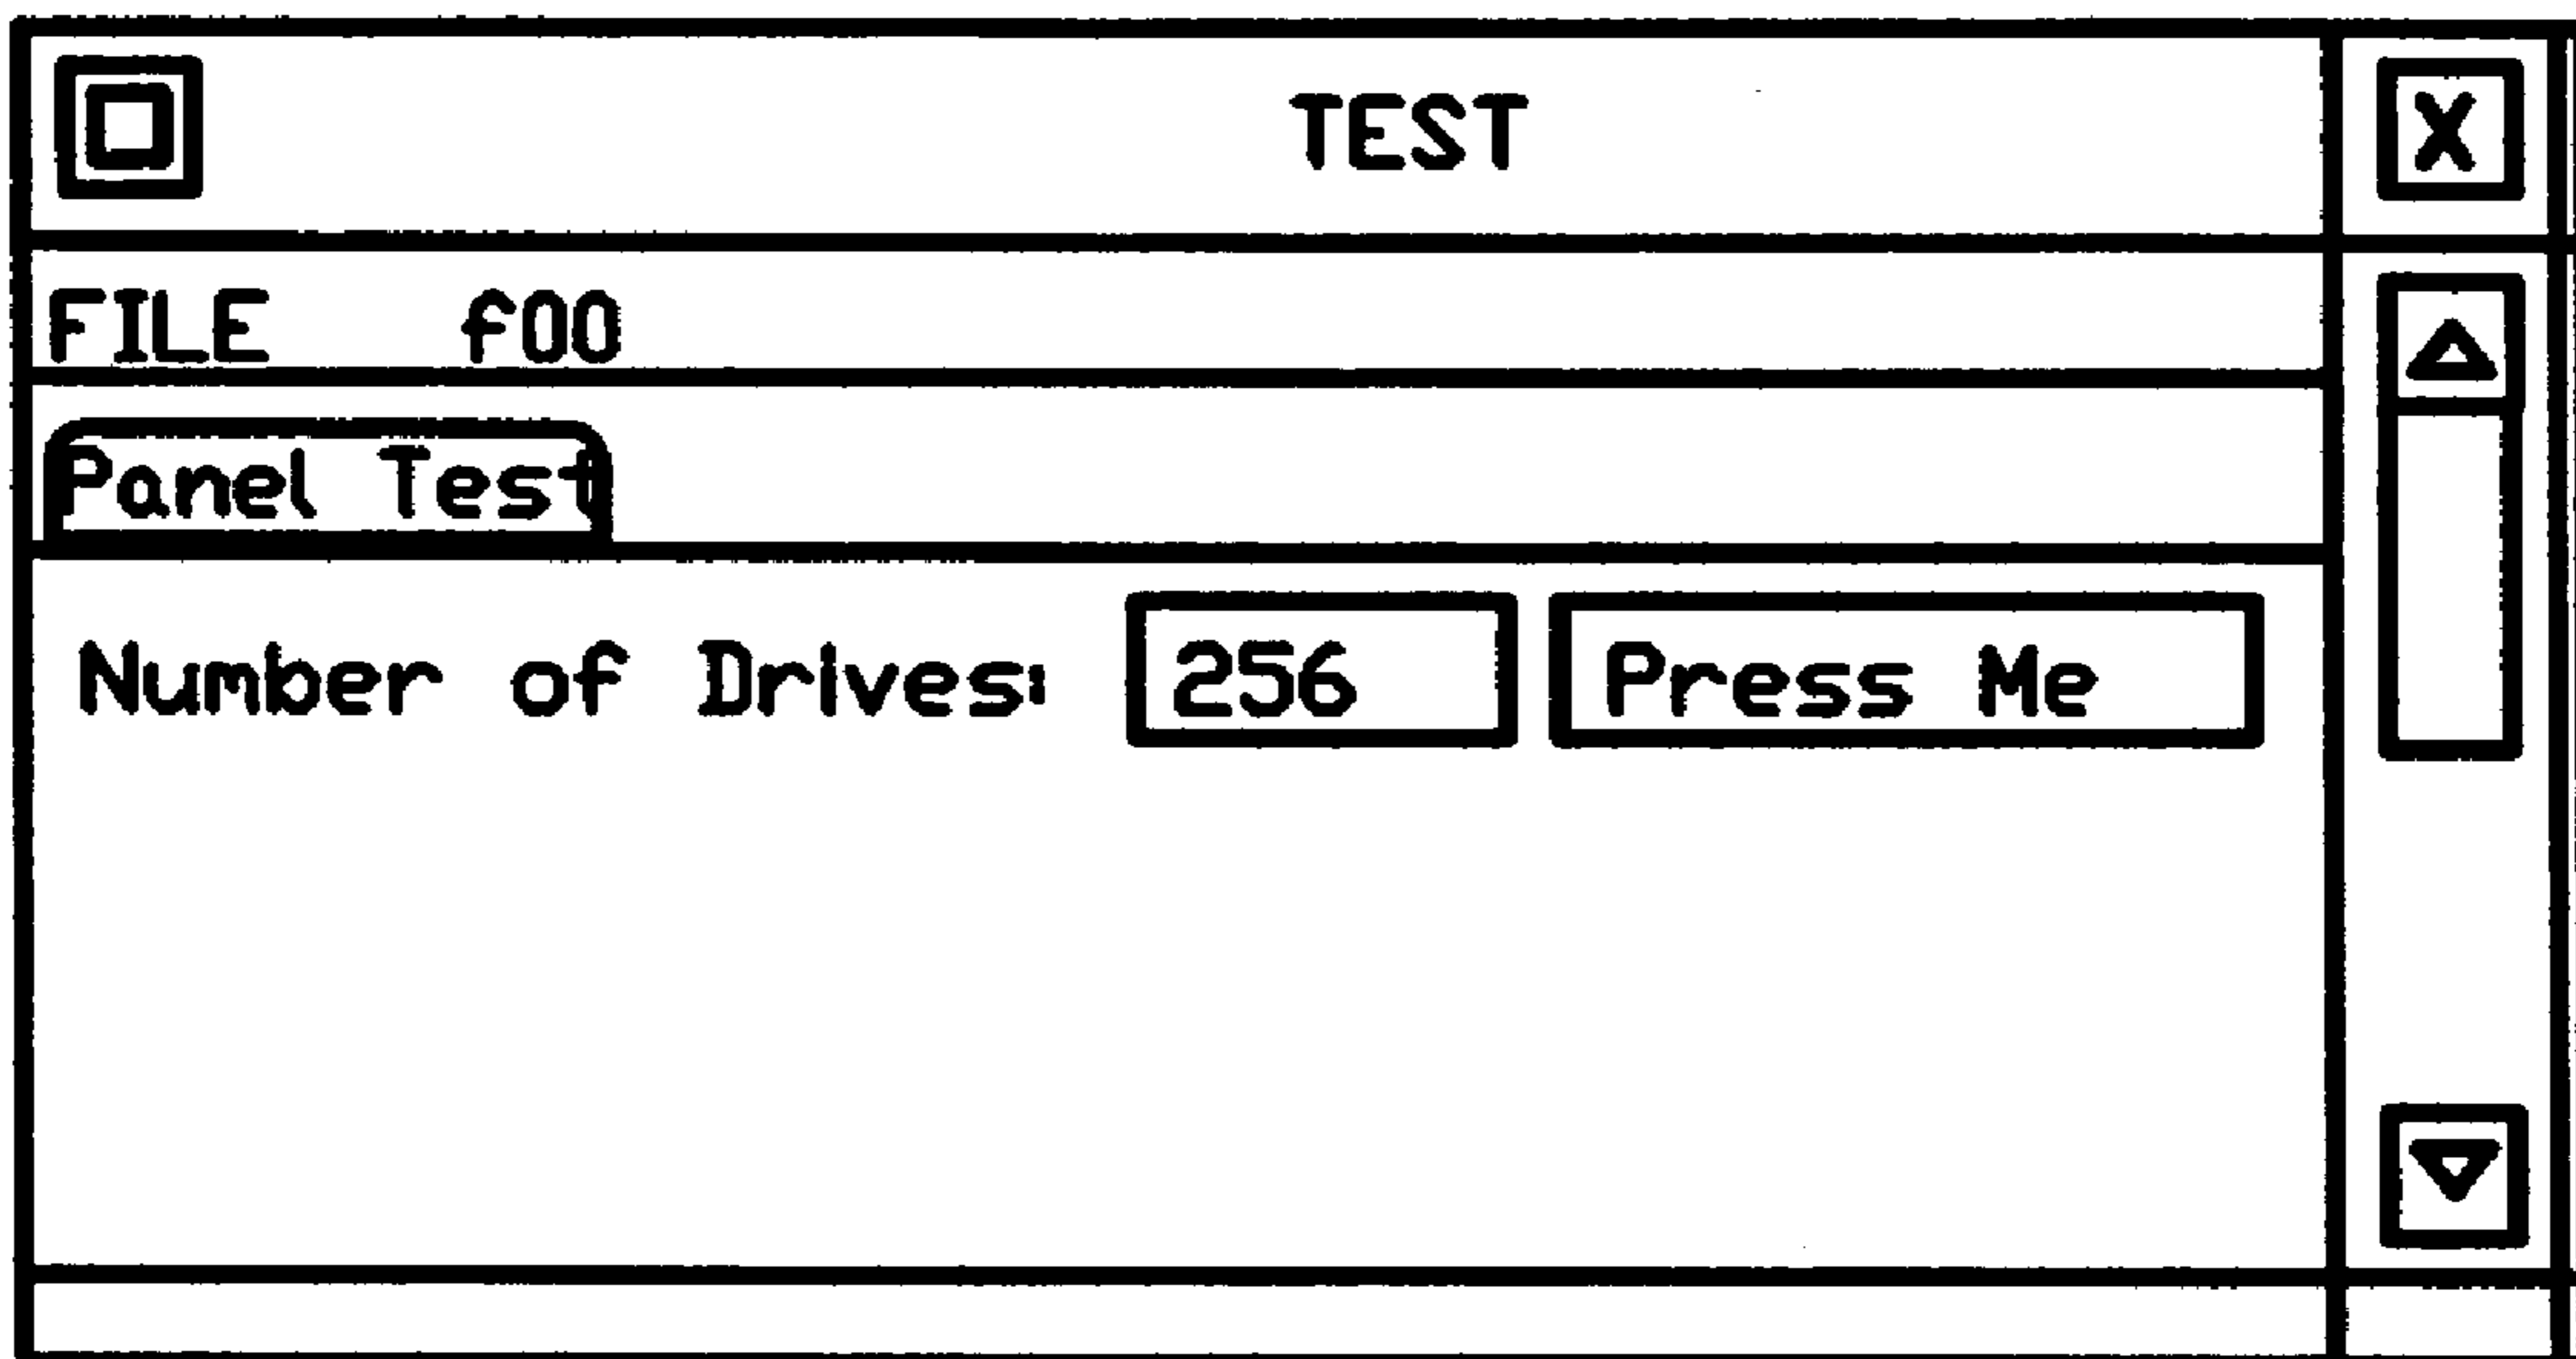 TEST X
FILE f00
Panel Test
Number of Drives: 256 Press Me